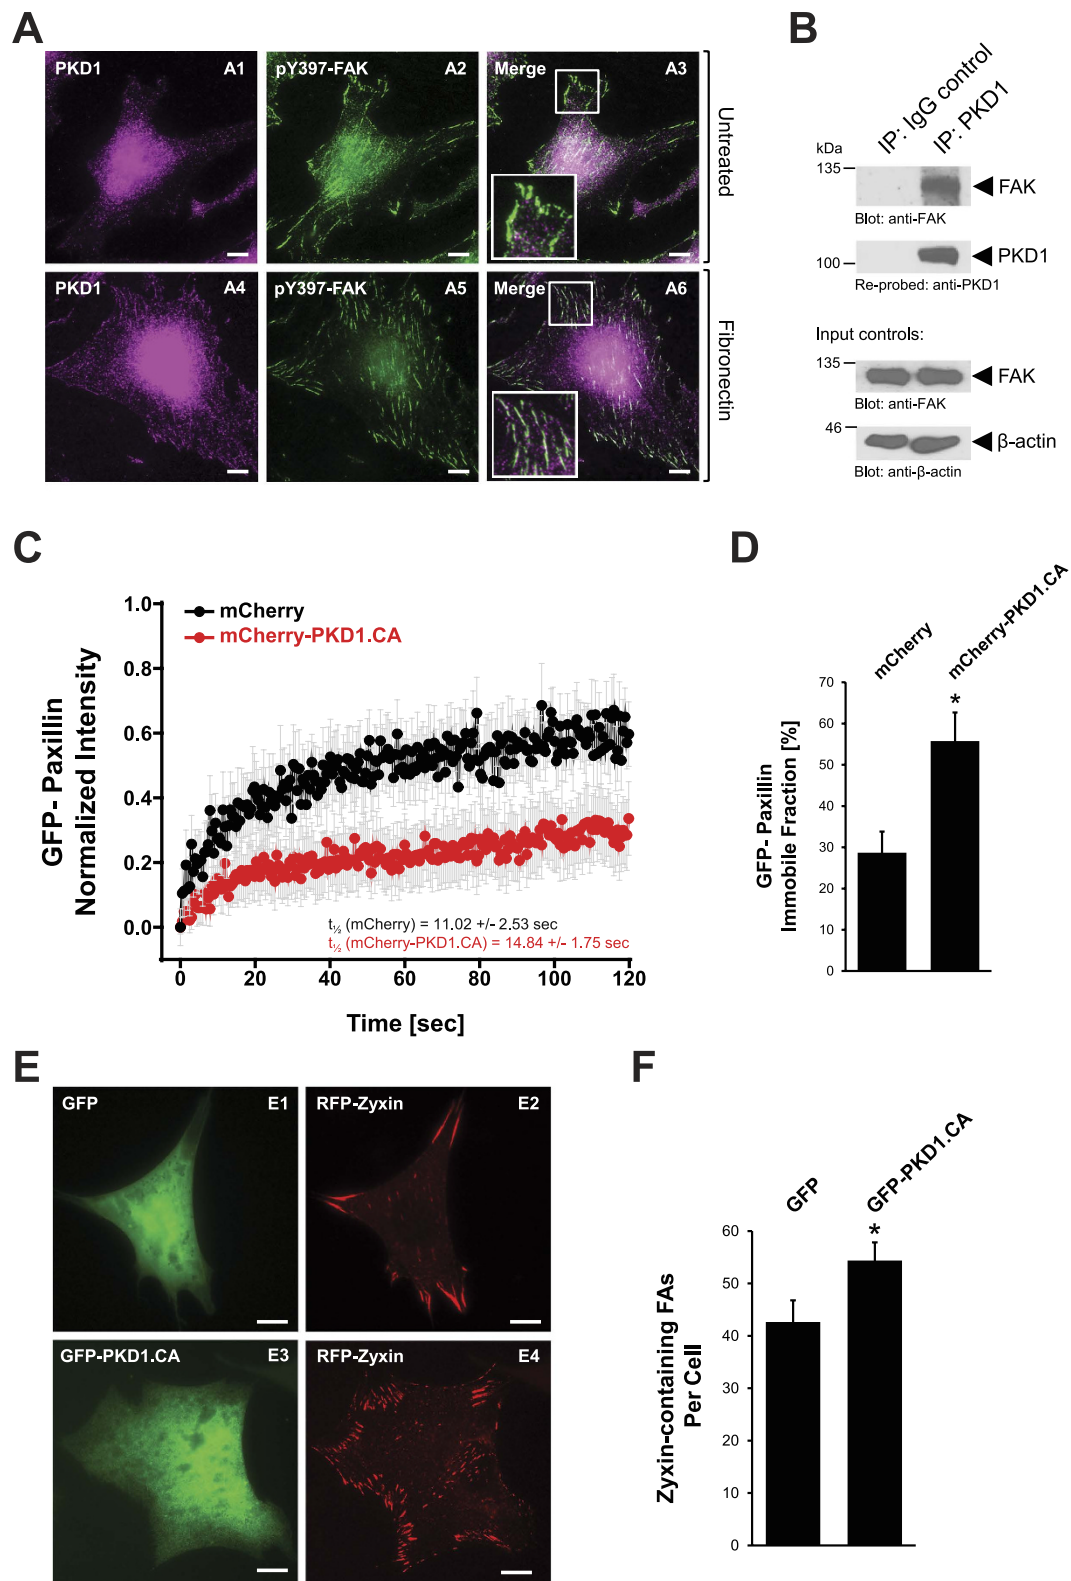 A
PKD1 A1
pY397-FAK A2
Merge A3
Untreated
PKD1 A4
pY397-FAK A5
Merge A6
Fibronectin
B
IP: IgG control
IP: PKD1
kDa
135
FAK
Blot: anti-FAK
100
PKD1
Re-probed: anti-PKD1
Input controls:
135
FAK
Blot: anti-FAK
46
β-actin
Blot: anti-β-actin
C
GFP- Paxillin
Normalized Intensity
1.0
0.8
0.6
0.4
0.2
0.0
mCherry
mCherry-PKD1.CA
t½ (mCherry) = 11.02 +/- 2.53 sec
t½ (mCherry-PKD1.CA) = 14.84 +/- 1.75 sec
0 20 40 60 80 100 120
Time [sec]
D
mCherry
mCherry-PKD1.CA
GFP- Paxillin
Immobile Fraction [%]
70
60
50
40
30
20
10
0
*
E
GFP E1
RFP-Zyxin E2
GFP-PKD1.CA E3
RFP-Zyxin E4
F
GFP
GFP-PKD1.CA
Zyxin-containing FAs
Per Cell
60
50
40
30
20
10
0
*